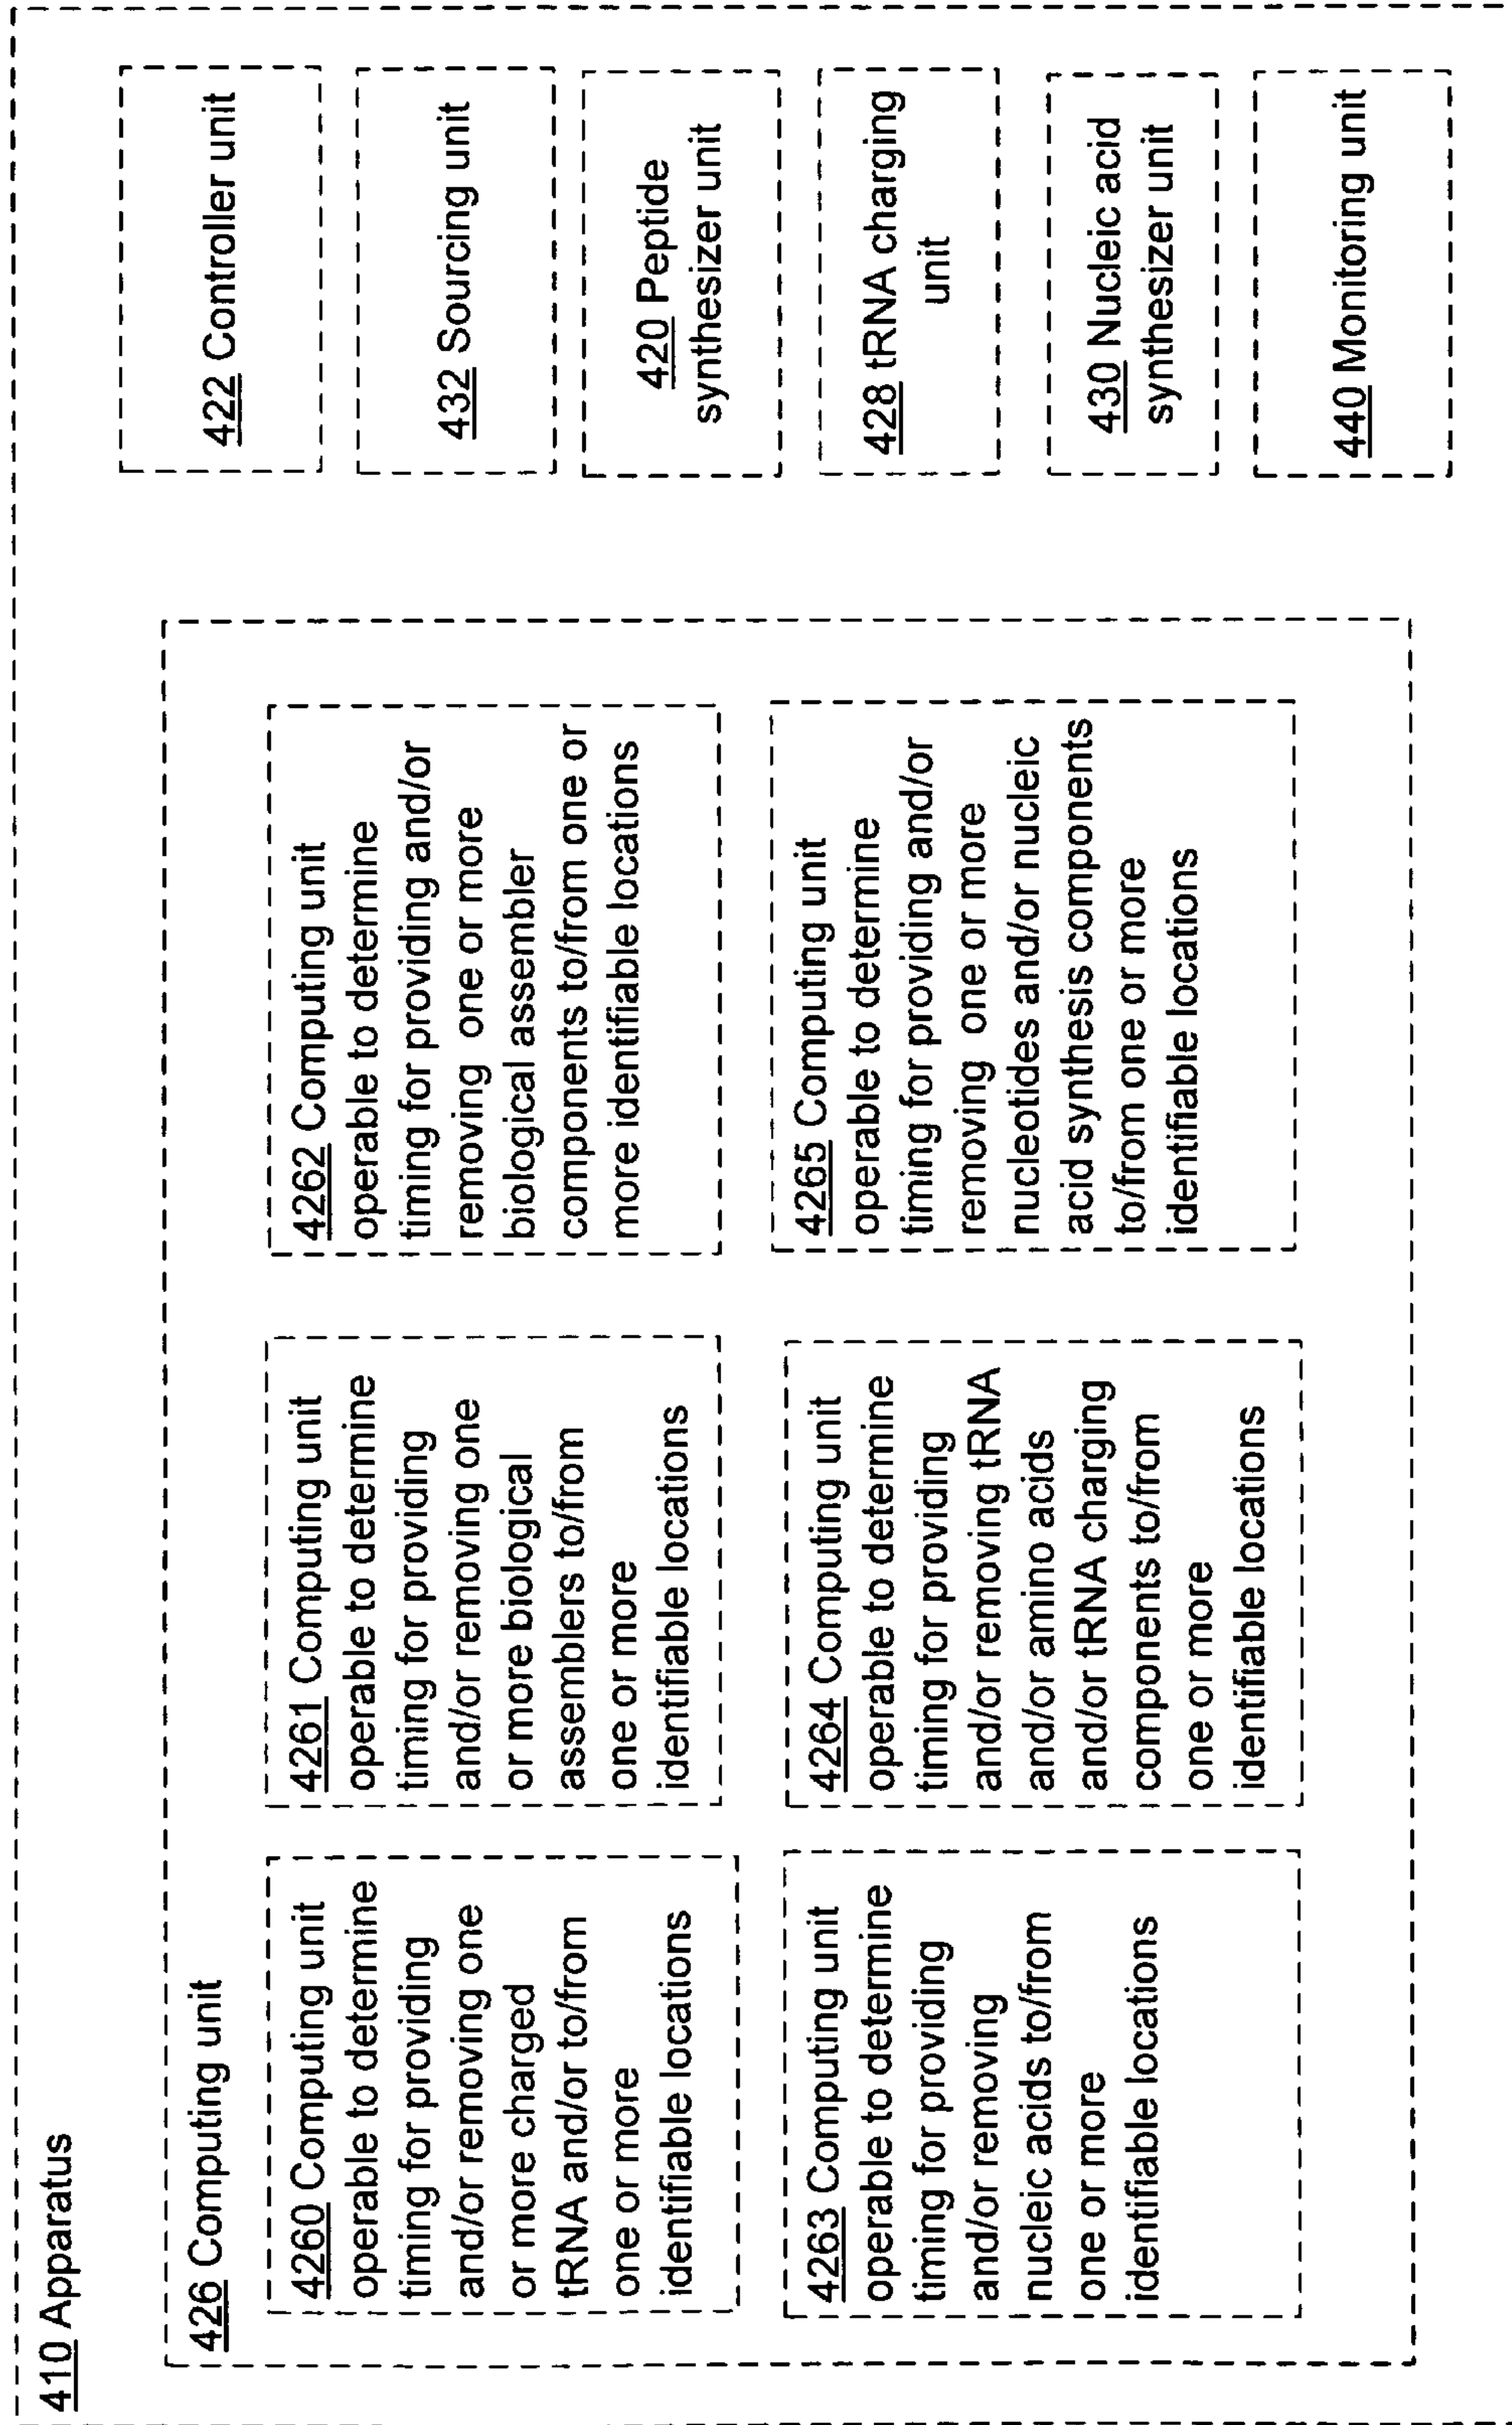 410 Apparatus
426 Computing unit
4260 Computing unit
operable to determine
timing for providing
and/or removing one
or more charged
tRNA and/or to/from
one or more
identifiable locations
4261 Computing unit
operable to determine
timing for providing
and/or removing one
or more biological
assemblers to/from
one or more
identifiable locations
4262 Computing unit
operable to determine
timing for providing and/or
removing one or more
biological assembler
components to/from one or
more identifiable locations
4263 Computing unit
operable to determine
timing for providing
and/or removing
nucleic acids to/from
one or more
identifiable locations
4264 Computing unit
operable to determine
timing for providing
and/or removing tRNA
and/or amino acids
and/or tRNA charging
components to/from
one or more
identifiable locations
4265 Computing unit
operable to determine
timing for providing and/or
removing one or more
nucleotides and/or nucleic
acid synthesis components
to/from one or more
identifiable locations
422 Controller unit
432 Sourcing unit
420 Peptide
synthesizer unit
428 tRNA charging
unit
430 Nucleic acid
synthesizer unit
440 Monitoring unit